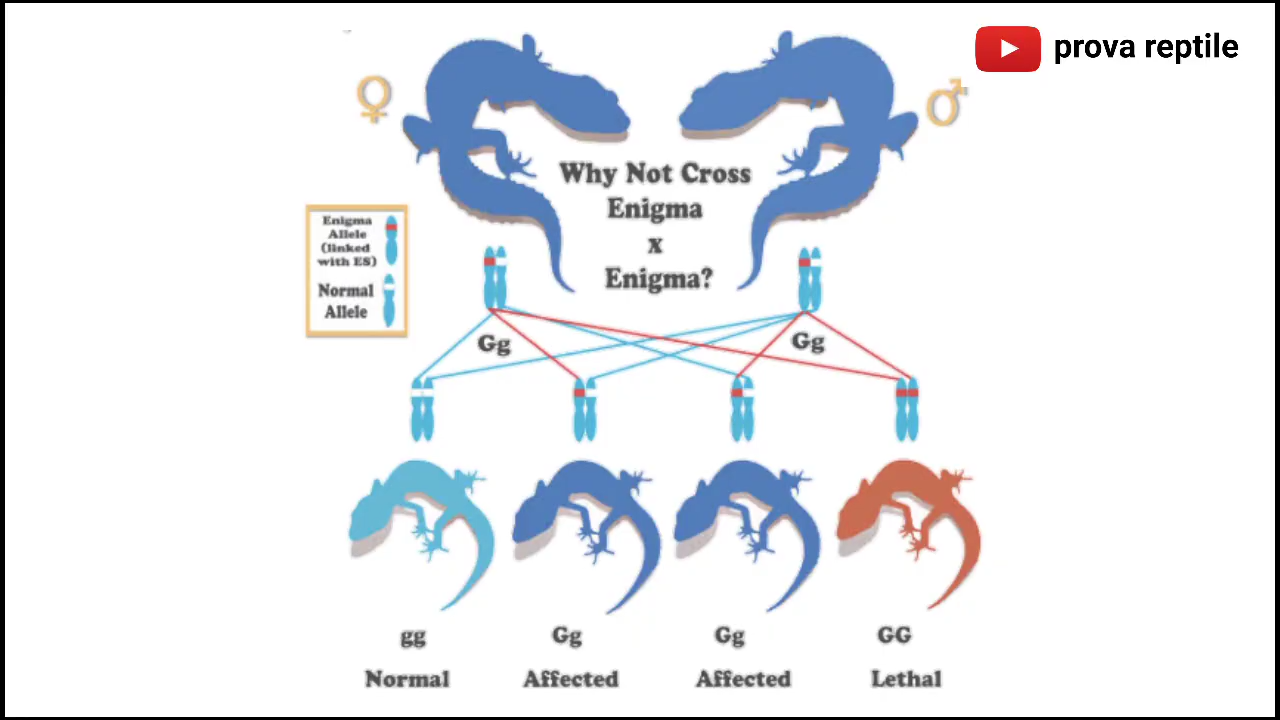 prova reptile
Why Not Cross
Enigma
x
Enigma?
Enigma
Allele
(linked
with ES)
Normal
Allele
Gg
Gg
gg
Gg
Gg
GG
Normal
Affected
Affected
Lethal